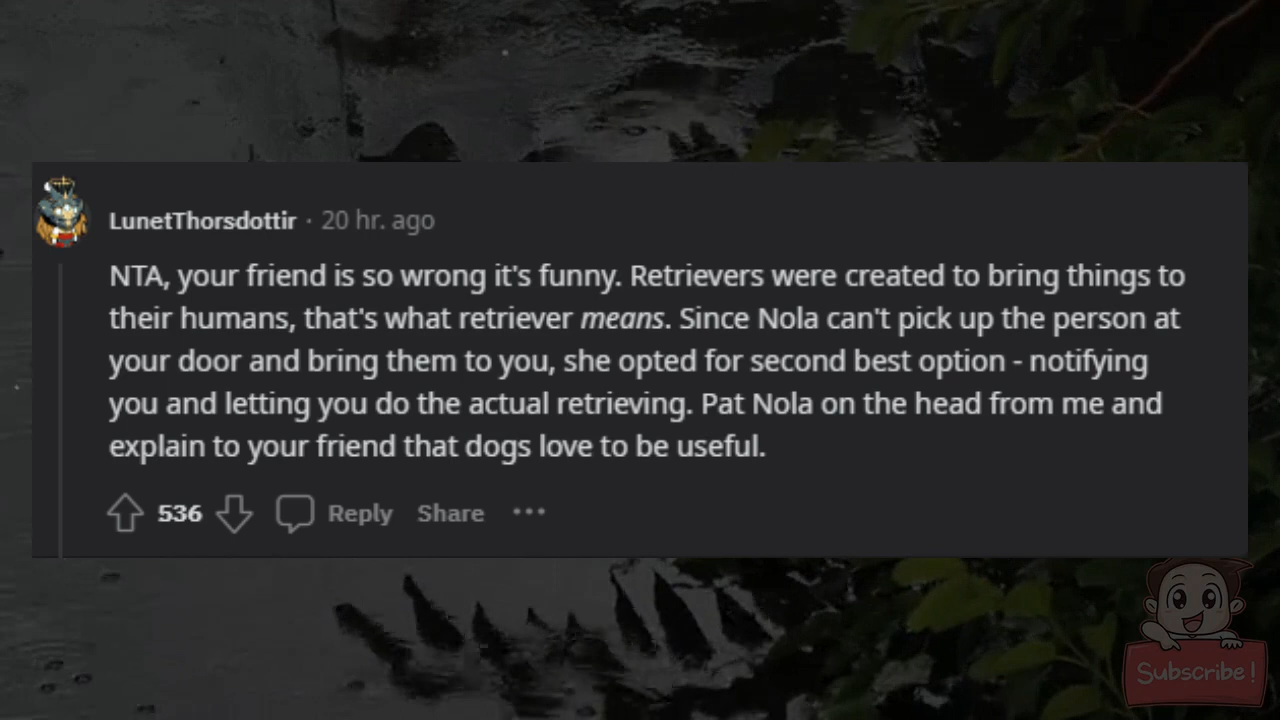 LunetThorsdottir · 20 hr. ago
NTA, your friend is so wrong it's funny. Retrievers were created to bring things to
their humans, that's what retriever means. Since Nola can't pick up the person at
your door and bring them to you, she opted for second best option - notifying
you and letting you do the actual retrieving. Pat Nola on the head from me and
explain to your friend that dogs love to be useful.
536 Reply Share ...
Subscribe!